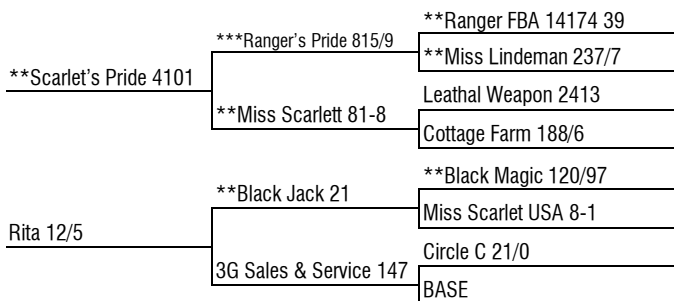 **Ranger FBA 14174 39
***Ranger's Pride 815/9
**Miss Lindeman 237/7
**Scarlet's Pride 4101
Leathal Weapon 2413
**Miss Scarlett 81-8
Cottage Farm 188/6
**Black Magic 120/97
**Black Jack 21
Miss Scarlet USA 8-1
Rita 12/5
Circle C 21/0
3G Sales & Service 147
BASE